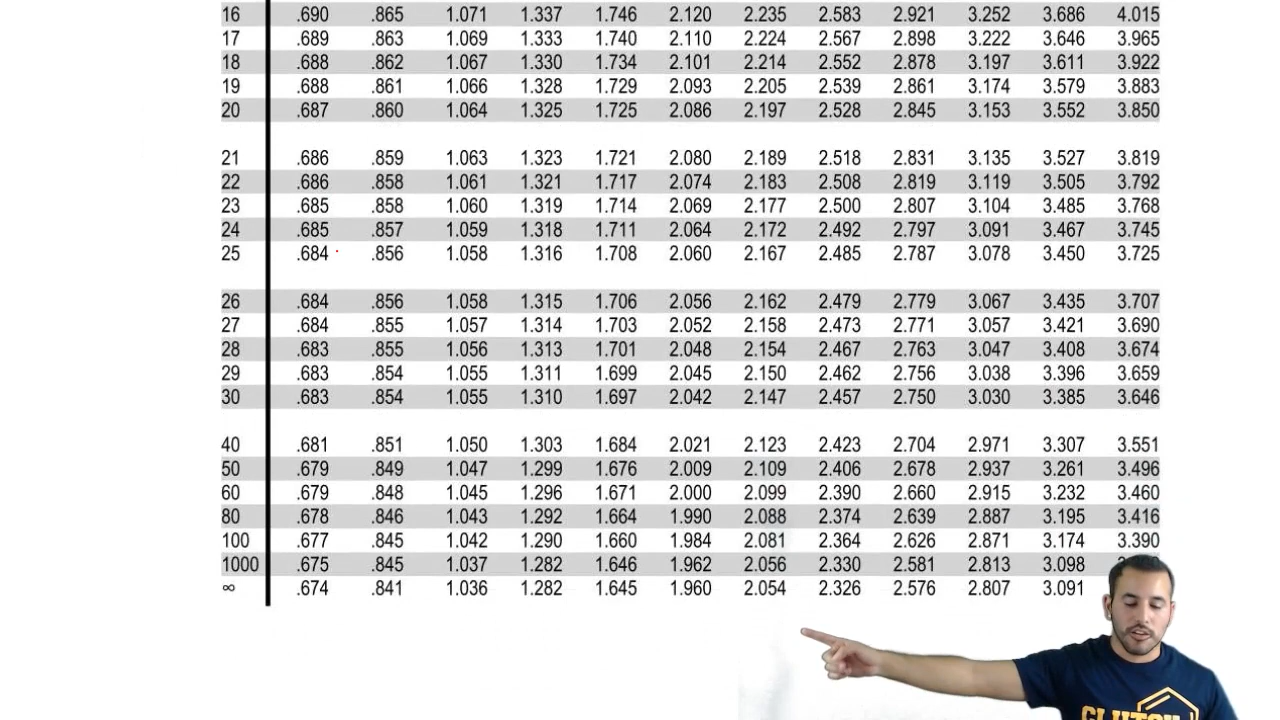 16 .690 .865 1.071 1.337 1.746 2.120 2.235 2.583 2.921 3.252 3.686 4.015
17 .689 .863 1.069 1.333 1.740 2.110 2.224 2.567 2.898 3.222 3.646 3.965
18 .688 .862 1.067 1.330 1.734 2.101 2.214 2.552 2.878 3.197 3.611 3.922
19 .688 .861 1.066 1.328 1.729 2.093 2.205 2.539 2.861 3.174 3.579 3.883
20 .687 .860 1.064 1.325 1.725 2.086 2.197 2.528 2.845 3.153 3.552 3.850
21 .686 .859 1.063 1.323 1.721 2.080 2.189 2.518 2.831 3.135 3.527 3.819
22 .686 .858 1.061 1.321 1.717 2.074 2.183 2.508 2.819 3.119 3.505 3.792
23 .685 .858 1.060 1.319 1.714 2.069 2.177 2.500 2.807 3.104 3.485 3.768
24 .685 .857 1.059 1.318 1.711 2.064 2.172 2.492 2.797 3.091 3.467 3.745
25 .684 .856 1.058 1.316 1.708 2.060 2.167 2.485 2.787 3.078 3.450 3.725
26 .684 .856 1.058 1.315 1.706 2.056 2.162 2.479 2.779 3.067 3.435 3.707
27 .684 .855 1.057 1.314 1.703 2.052 2.158 2.473 2.771 3.057 3.421 3.690
28 .683 .855 1.056 1.313 1.701 2.048 2.154 2.467 2.763 3.047 3.408 3.674
29 .683 .854 1.055 1.311 1.699 2.045 2.150 2.462 2.756 3.038 3.396 3.659
30 .683 .854 1.055 1.310 1.697 2.042 2.147 2.457 2.750 3.030 3.385 3.646
40 .681 .851 1.050 1.303 1.684 2.021 2.123 2.423 2.704 2.971 3.307 3.551
50 .679 .849 1.047 1.299 1.676 2.009 2.109 2.406 2.678 2.937 3.261 3.496
60 .679 .848 1.045 1.296 1.671 2.000 2.099 2.390 2.660 2.915 3.232 3.460
80 .678 .846 1.043 1.292 1.664 1.990 2.088 2.374 2.639 2.887 3.195 3.416
100 .677 .845 1.042 1.290 1.660 1.984 2.081 2.364 2.626 2.871 3.174 3.390
1000 .675 .845 1.037 1.282 1.646 1.962 2.056 2.330 2.581 2.813 3.098
∞ .674 .841 1.036 1.282 1.645 1.960 2.054 2.326 2.576 2.807 3.091